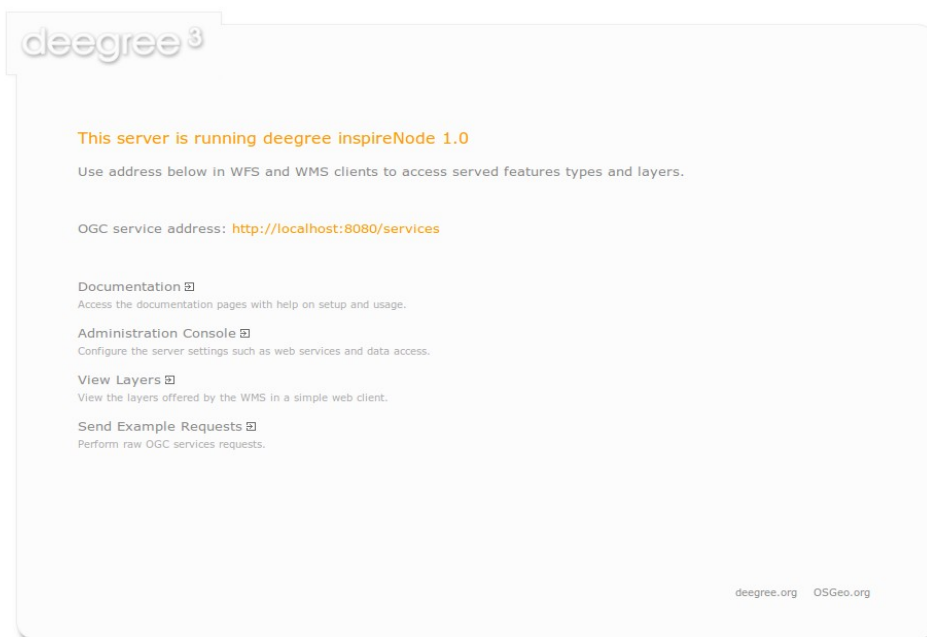 deegree 3
This server is running deegree inspireNode 1.0
Use address below in WFS and WMS clients to access served features types and layers.
OGC service address: http://localhost:8080/services
Documentation
Access the documentation pages with help on setup and usage.
Administration Console
Configure the server settings such as web services and data access.
View Layers
View the layers offered by the WMS in a simple web client.
Send Example Requests
Perform raw OGC services requests.
deegree.org OSGeo.org